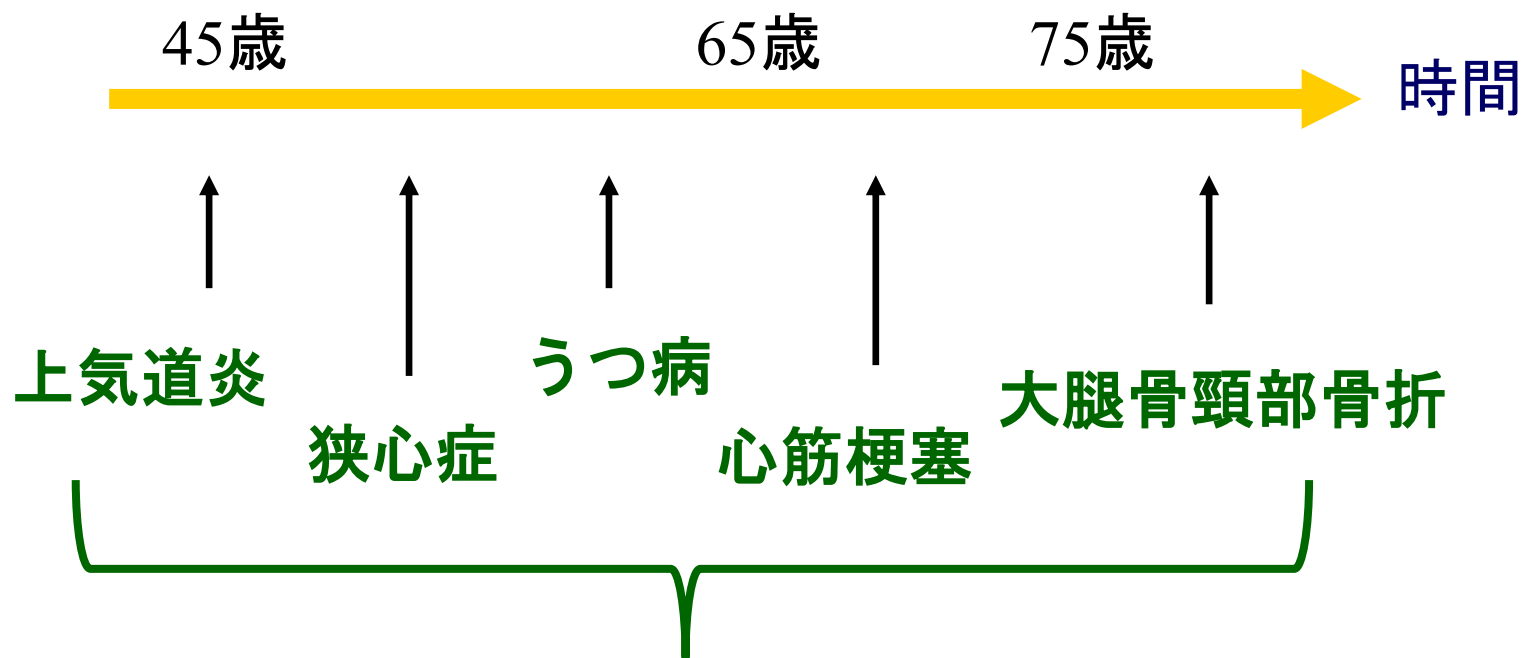 45歳
65歳
75歳
時間
上気道炎
狭心症
うつ病
心筋梗塞
大腿骨頸部骨折